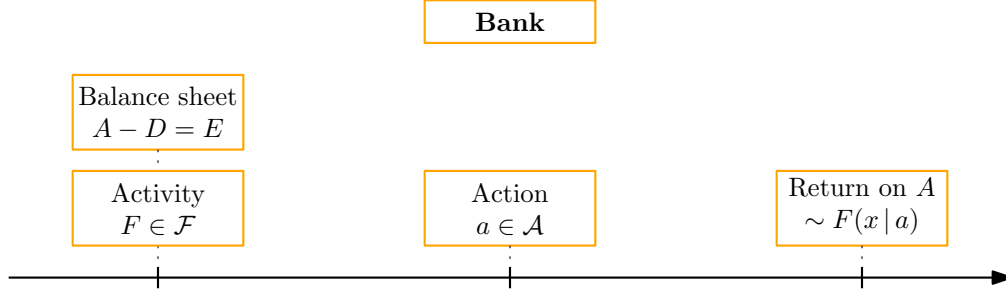 Bank
Balance sheet
A − D = E
Activity
F ∈ ℱ
Action
a ∈ 𝒜
Return on A
∼ F(x | a)